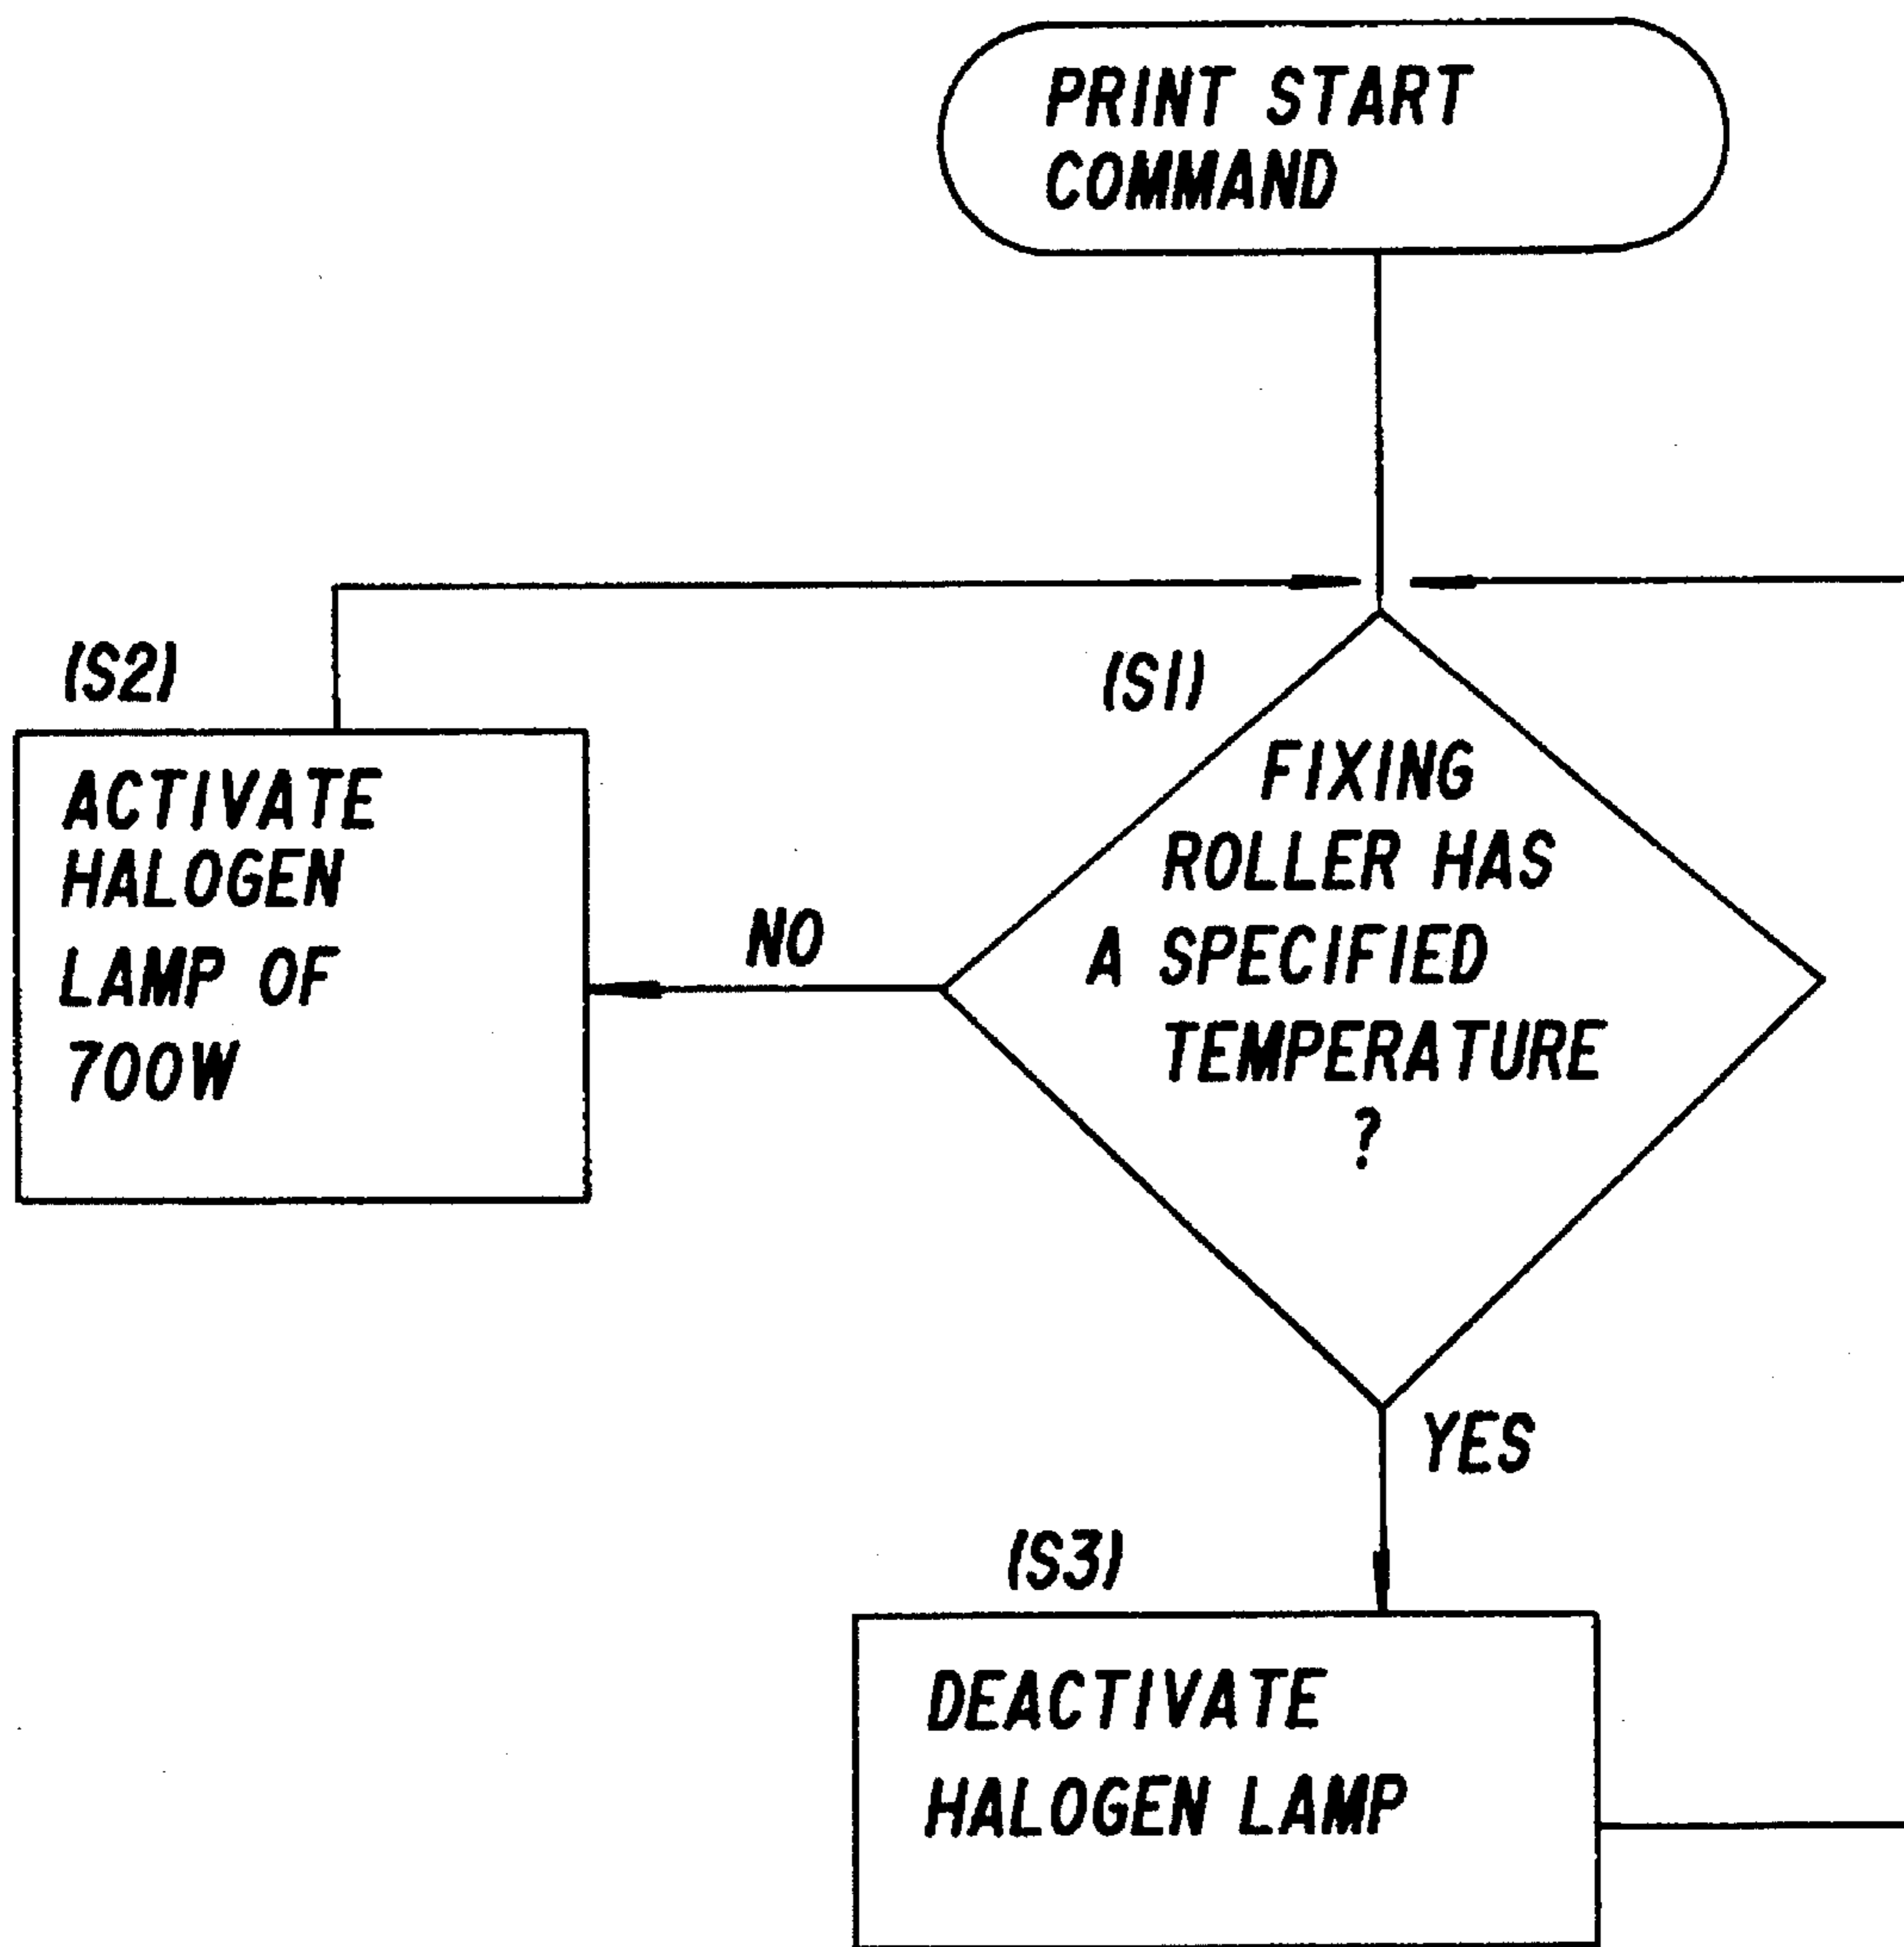 PRINT START
COMMAND
(S2)
(S1)
ACTIVATE
HALOGEN
LAMP OF
700W
NO
FIXING
ROLLER HAS
A SPECIFIED
TEMPERATURE
?
YES
(S3)
DEACTIVATE
HALOGEN LAMP